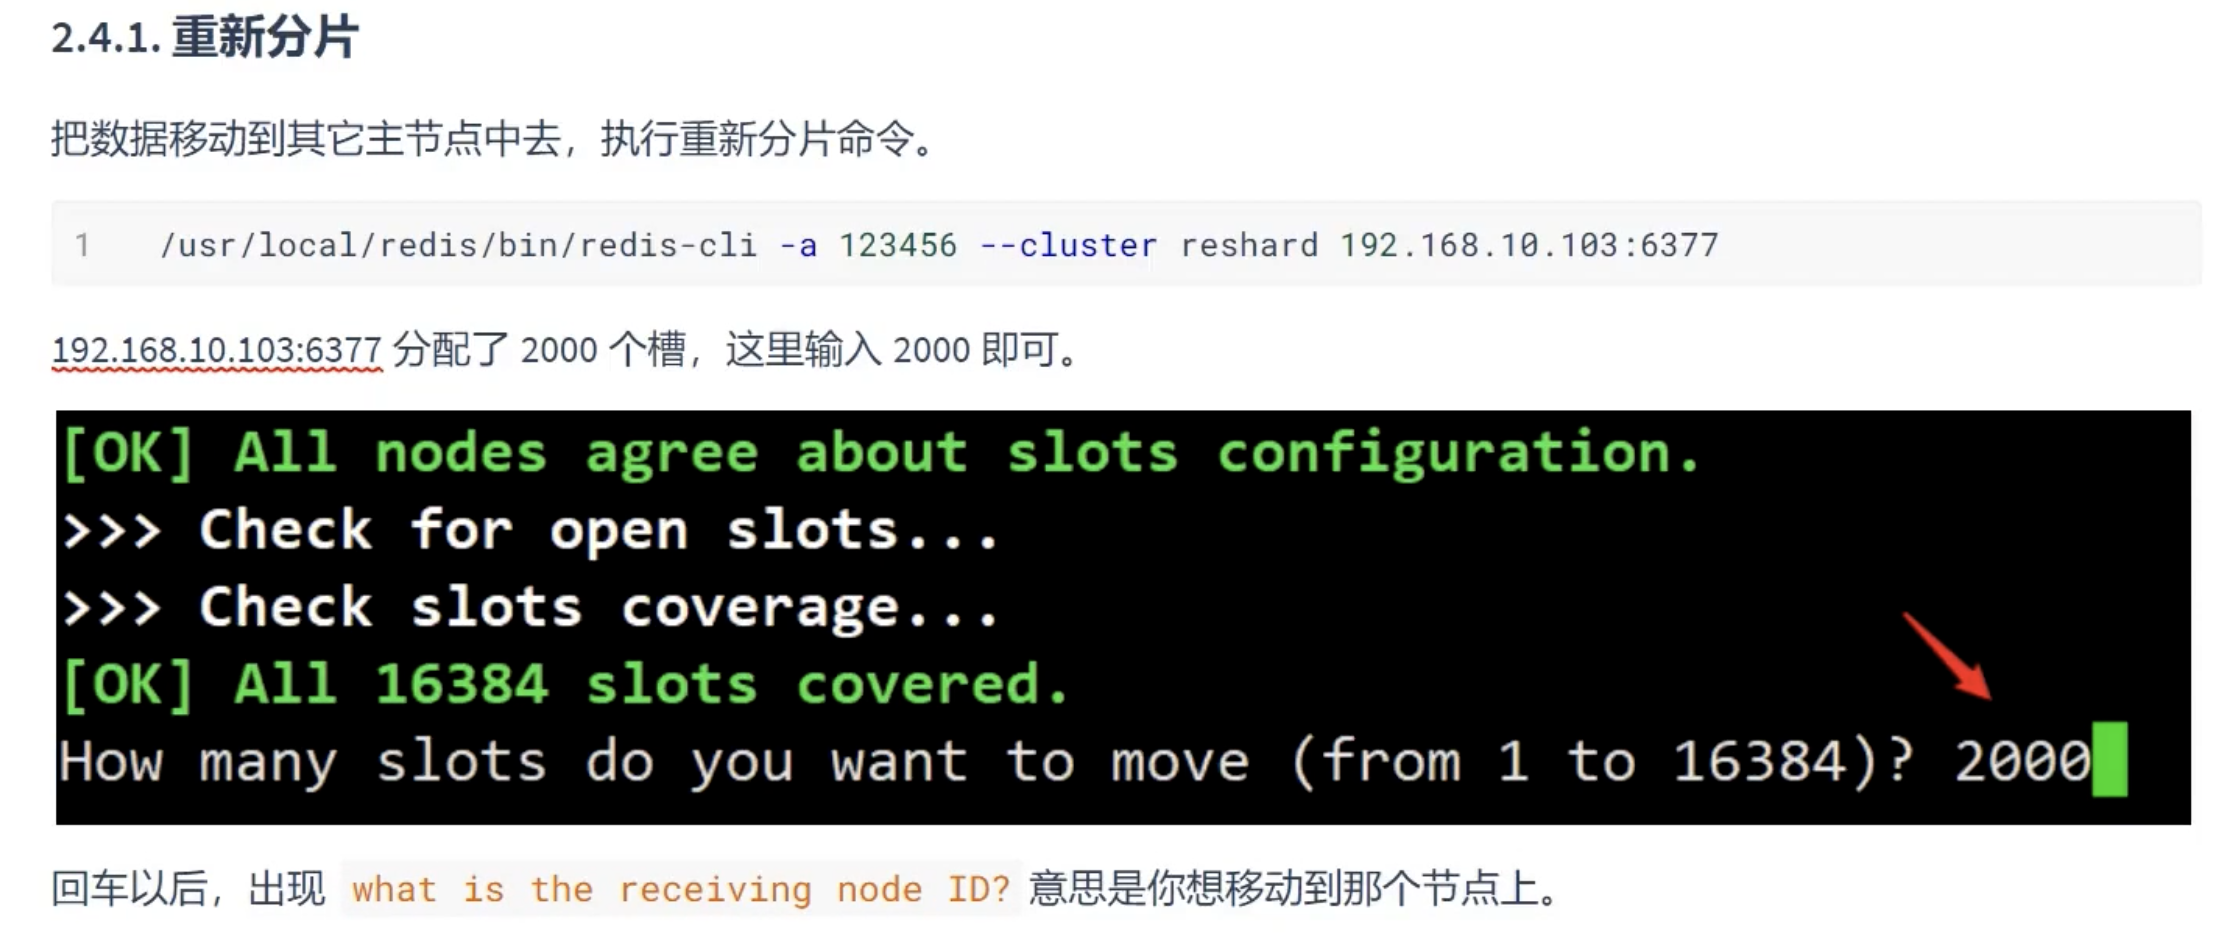 2.4.1. 重新分片
把数据移动到其它主节点中去，执行重新分片命令。
1 /usr/local/redis/bin/redis-cli -a 123456 --cluster reshard 192.168.10.103:6377
192.168.10.103:6377 分配了 2000 个槽，这里输入 2000 即可。
[OK] All nodes agree about slots configuration.
>>> Check for open slots...
>>> Check slots coverage...
[OK] All 16384 slots covered.
How many slots do you want to move (from 1 to 16384)? 2000
回车以后，出现 what is the receiving node ID? 意思是你想移动到那个节点上。